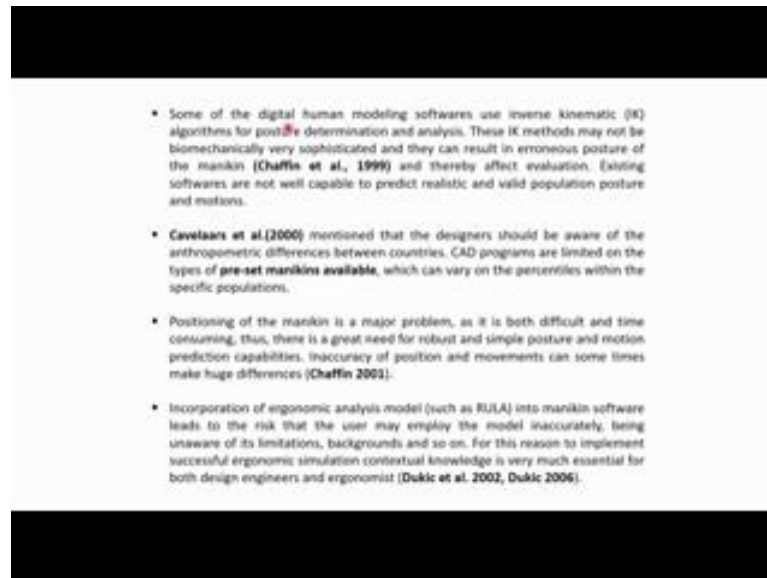 • Some of the digital human modeling softwares use inverse kinematic (IK)
algorithms for posture determination and analysis. These IK methods may not be
biomechanically very sophisticated and they can result in erroneous posture of
the manikin (Chaffin et al., 1999) and thereby affect evaluation. Existing
softwares are not well capable to predict realistic and valid population posture
and motions.
• Cavelaars et al.(2000) mentioned that the designers should be aware of the
anthropometric differences between countries. CAD programs are limited on the
types of pre-set manikins available, which can vary on the percentiles within the
specific populations.
• Positioning of the manikin is a major problem, as it is both difficult and time
consuming, thus, there is a great need for robust and simple posture and motion
prediction capabilities. Inaccuracy of position and movements can some times
make huge differences (Chaffin 2001).
• Incorporation of ergonomic analysis model (such as RULA) into manikin software
leads to the risk that the user may employ the model inaccurately, being
unaware of its limitations, backgrounds and so on. For this reason to implement
successful ergonomic simulation contextual knowledge is very much essential for
both design engineers and ergonomist (Dukic et al. 2002, Dukic 2006).